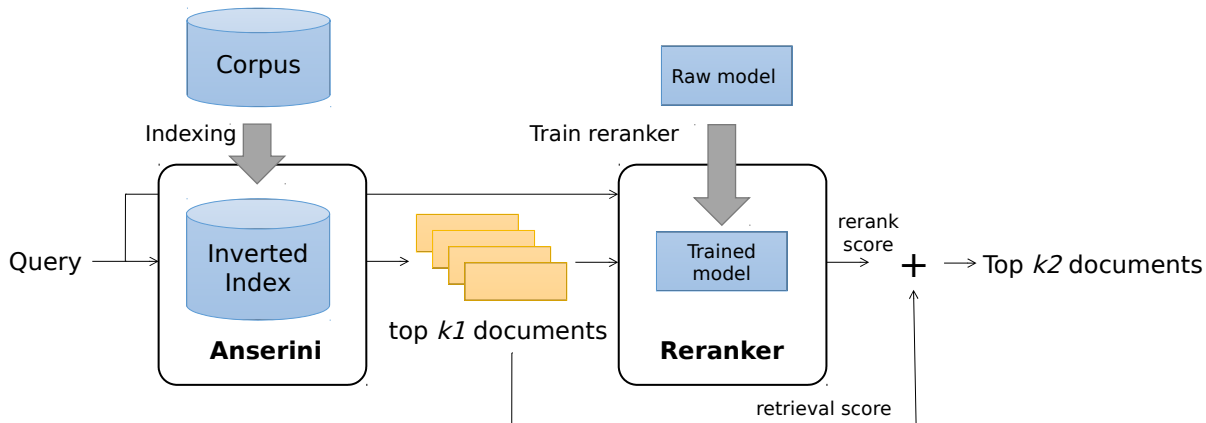 Corpus
Raw model
Indexing
Train reranker
Query
Inverted
Index
Anserini
top k1 documents
Trained
model
Reranker
rerank
score
+
Top k2 documents
retrieval score